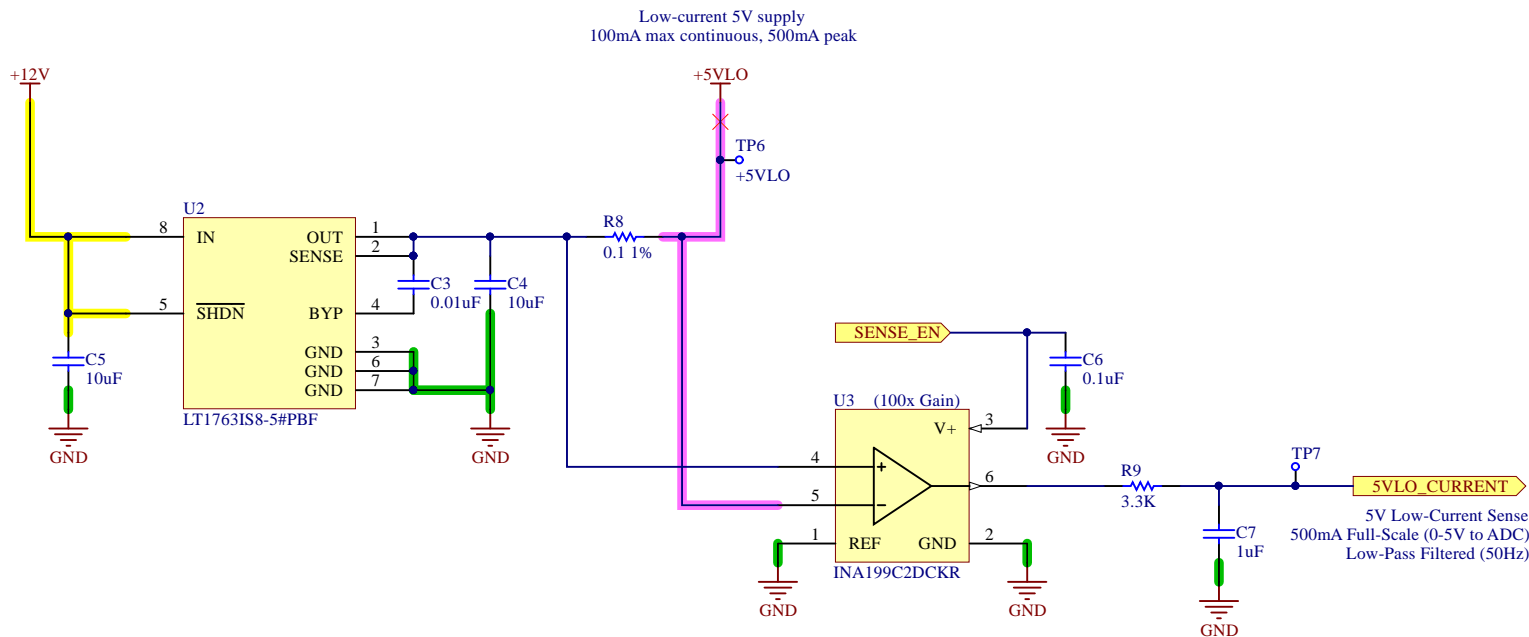 Low-current 5V supply
100mA max continuous, 500mA peak
+12V
+5VLO
TP6
+5VLO
U2
8
IN
OUT
1
SENSE
2
5
SHDN
BYP
4
GND
3
GND
6
GND
7
LT1763IS8-5#PBF
C3
0.01uF
C4
10uF
R8
0.1 1%
C5
10uF
GND
GND
SENSE_EN
C6
0.1uF
GND
U3 (100x Gain)
V+
3
4
+
5
-
6
1
REF
GND
2
INA199C2DCKR
GND
GND
R9
3.3K
TP7
C7
1uF
GND
5VLO_CURRENT
5V Low-Current Sense
500mA Full-Scale (0-5V to ADC)
Low-Pass Filtered (50Hz)